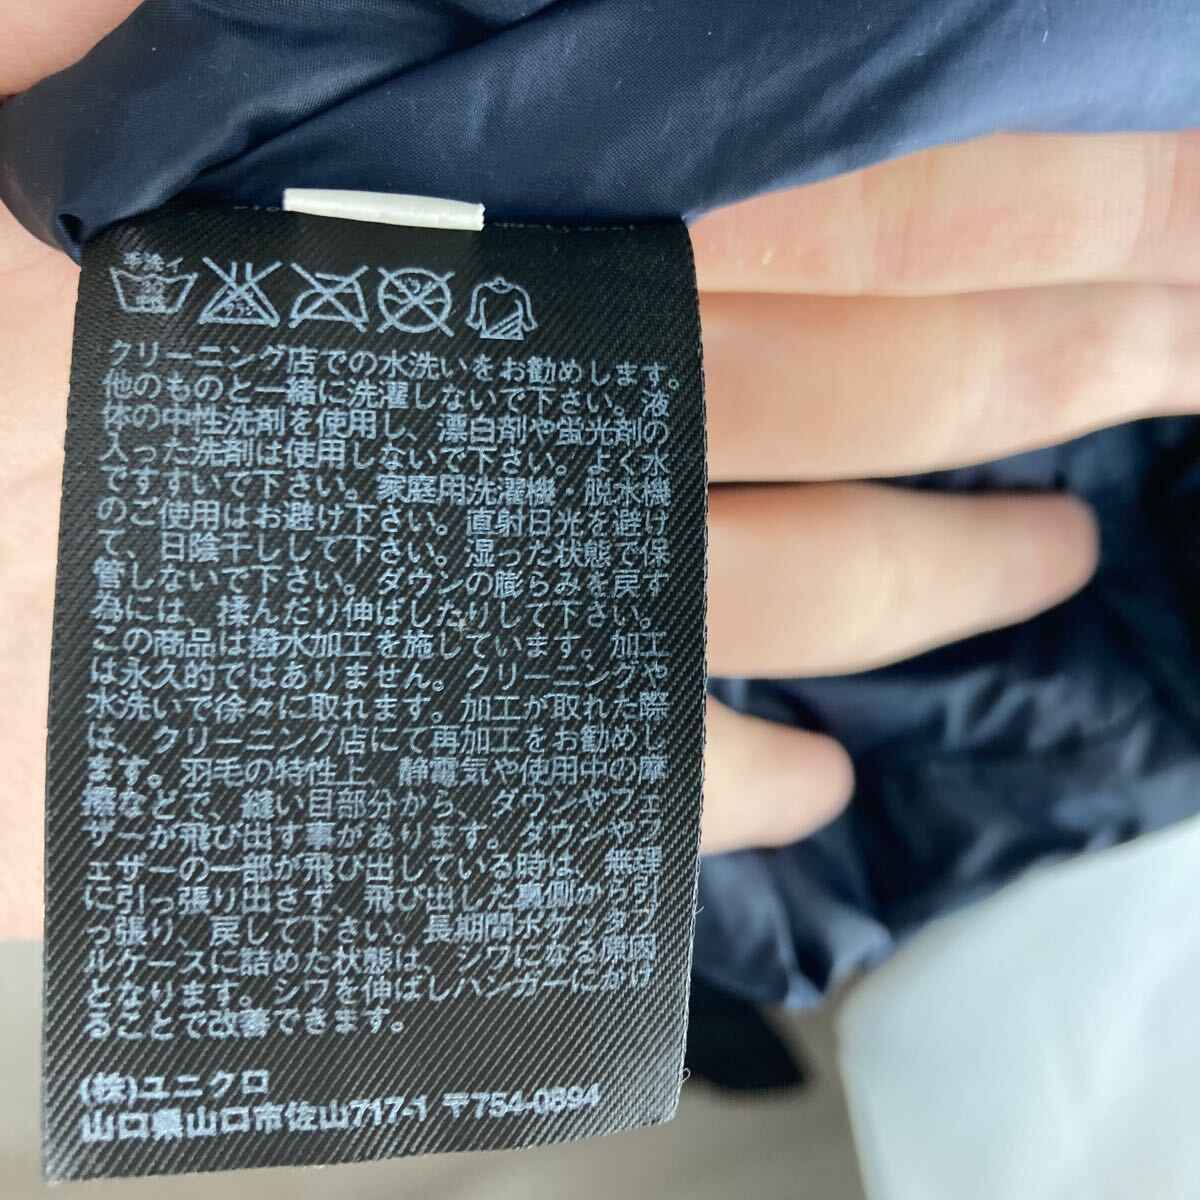 手洗イ
中性
エンソサラシ
ドライ
クリーニング店での水洗いをお勧めします。
他のものと一緒に洗濯しないで下さい。液
体の中性洗剤を使用し、漂白剤や蛍光剤の
入った洗剤は使用しないで下さい。よく水
ですすいで下さい。家庭用洗濯機・脱水機
のご使用はお避け下さい。直射日光を避け
て、日陰干しして下さい。湿った状態で保
管しないで下さい。ダウンの膨らみを戻す
為には、揉んだり伸ばしたりして下さい。
この商品は撥水加工を施しています。加工
は永久的ではありません。クリーニングや
水洗いで徐々に取れます。加工が取れた際
は、クリーニング店にて再加工をお勧めし
ます。羽毛の特性上、静電気や使用中の摩
擦などで、縫い目部分から、ダウンやフェ
ザーが飛び出す事があります。ダウンやフ
ェザーの一部が飛び出している時は、無理
に引っ張り出さず 飛び出した裏側から引
っ張り、戻して下さい。長期間ポケッタブ
ルケースに詰めた状態は、シワになる原因
となります。シワを伸ばしハンガーにかけ
ることで改善できます。
(株)ユニクロ
山口県山口市佐山717-1 〒754-0894